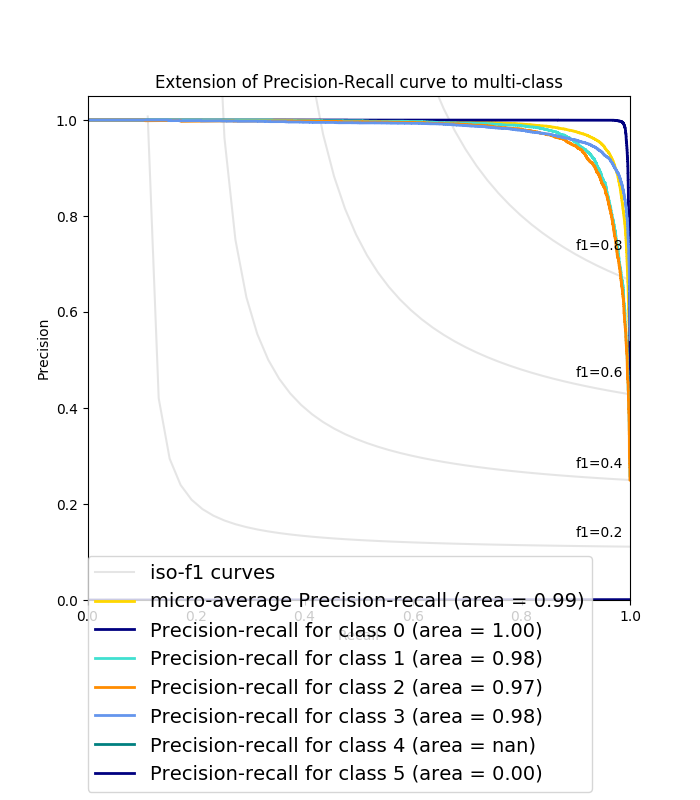 Extension of Precision-Recall curve to multi-class
Precision
1.0
0.8
0.6
0.4
0.2
0.0
f1=0.8
f1=0.6
f1=0.4
f1=0.2
0.0
0.2
0.4
0.6
0.8
1.0
Recall
iso-f1 curves
micro-average Precision-recall (area = 0.99)
Precision-recall for class 0 (area = 1.00)
Precision-recall for class 1 (area = 0.98)
Precision-recall for class 2 (area = 0.97)
Precision-recall for class 3 (area = 0.98)
Precision-recall for class 4 (area = nan)
Precision-recall for class 5 (area = 0.00)